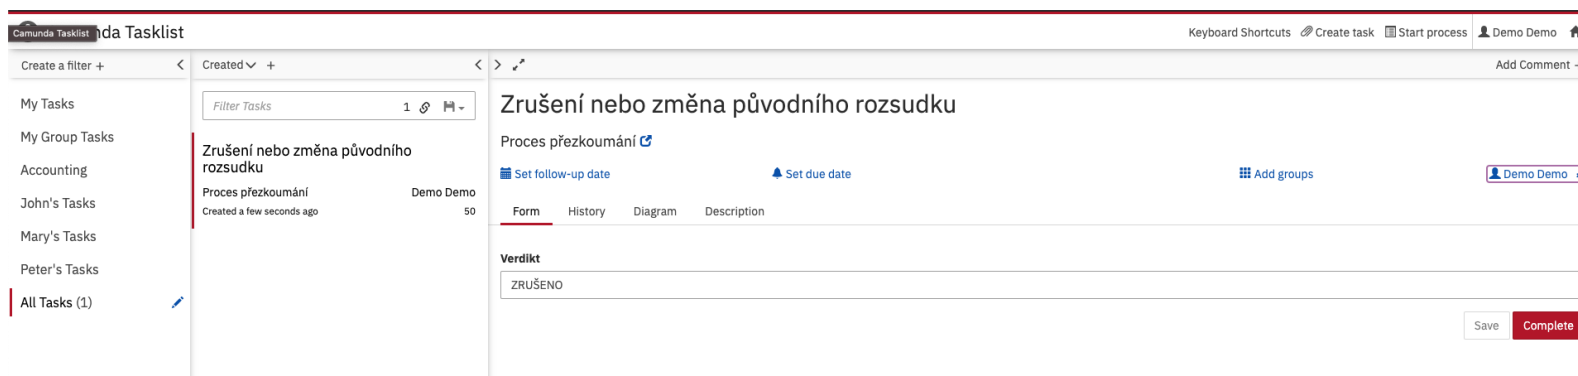 Camunda Tasklist
nda Tasklist
Keyboard Shortcuts Create task Start process Demo Demo
Create a filter +
Created +
Add Comment
My Tasks
My Group Tasks
Accounting
John's Tasks
Mary's Tasks
Peter's Tasks
All Tasks (1)
Filter Tasks 1
Zrušení nebo změna původního
rozsudku
Proces přezkoumání Demo Demo
Created a few seconds ago 50
Zrušení nebo změna původního rozsudku
Proces přezkoumání
Set follow-up date Set due date Add groups Demo Demo
Form History Diagram Description
Verdikt
ZRUŠENO
Save Complete